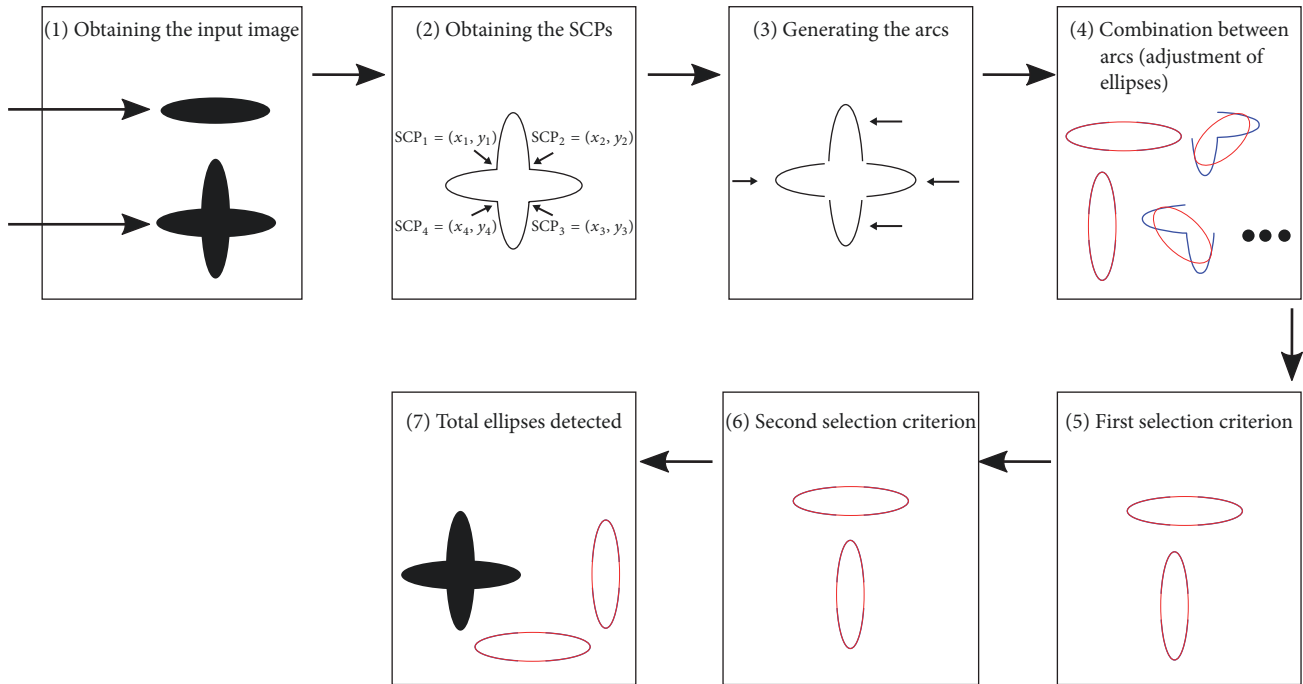 (1) Obtaining the input image
(2) Obtaining the SCPs
SCP₁ = (x₁, y₁)
SCP₂ = (x₂, y₂)
SCP₄ = (x₄, y₄)
SCP₃ = (x₃, y₃)
(3) Generating the arcs
(4) Combination between
arcs (adjustment of
ellipses)
(7) Total ellipses detected
(6) Second selection criterion
(5) First selection criterion